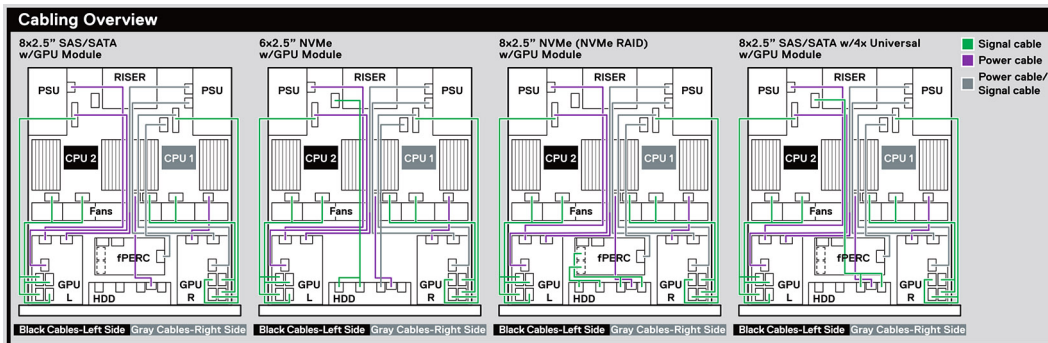 Cabling Overview
8x2.5” SAS/SATA
w/GPU Module
6x2.5” NVMe
w/GPU Module
8x2.5” NVMe (NVMe RAID)
w/GPU Module
8x2.5” SAS/SATA w/4x Universal
w/GPU Module
Signal cable
Power cable
Power cable/
Signal cable
RISER
PSU
PSU
CPU 2
CPU 1
Fans
fPERC
GPU
L
HDD
GPU
R
Black Cables-Left Side
Gray Cables-Right Side
RISER
PSU
PSU
CPU 2
CPU 1
Fans
GPU
L
HDD
GPU
R
Black Cables-Left Side
Gray Cables-Right Side
RISER
PSU
PSU
CPU 2
CPU 1
Fans
fPERC
GPU
L
HDD
GPU
R
Black Cables-Left Side
Gray Cables-Right Side
RISER
PSU
PSU
CPU 2
CPU 1
Fans
fPERC
GPU
L
HDD
GPU
R
Black Cables-Left Side
Gray Cables-Right Side